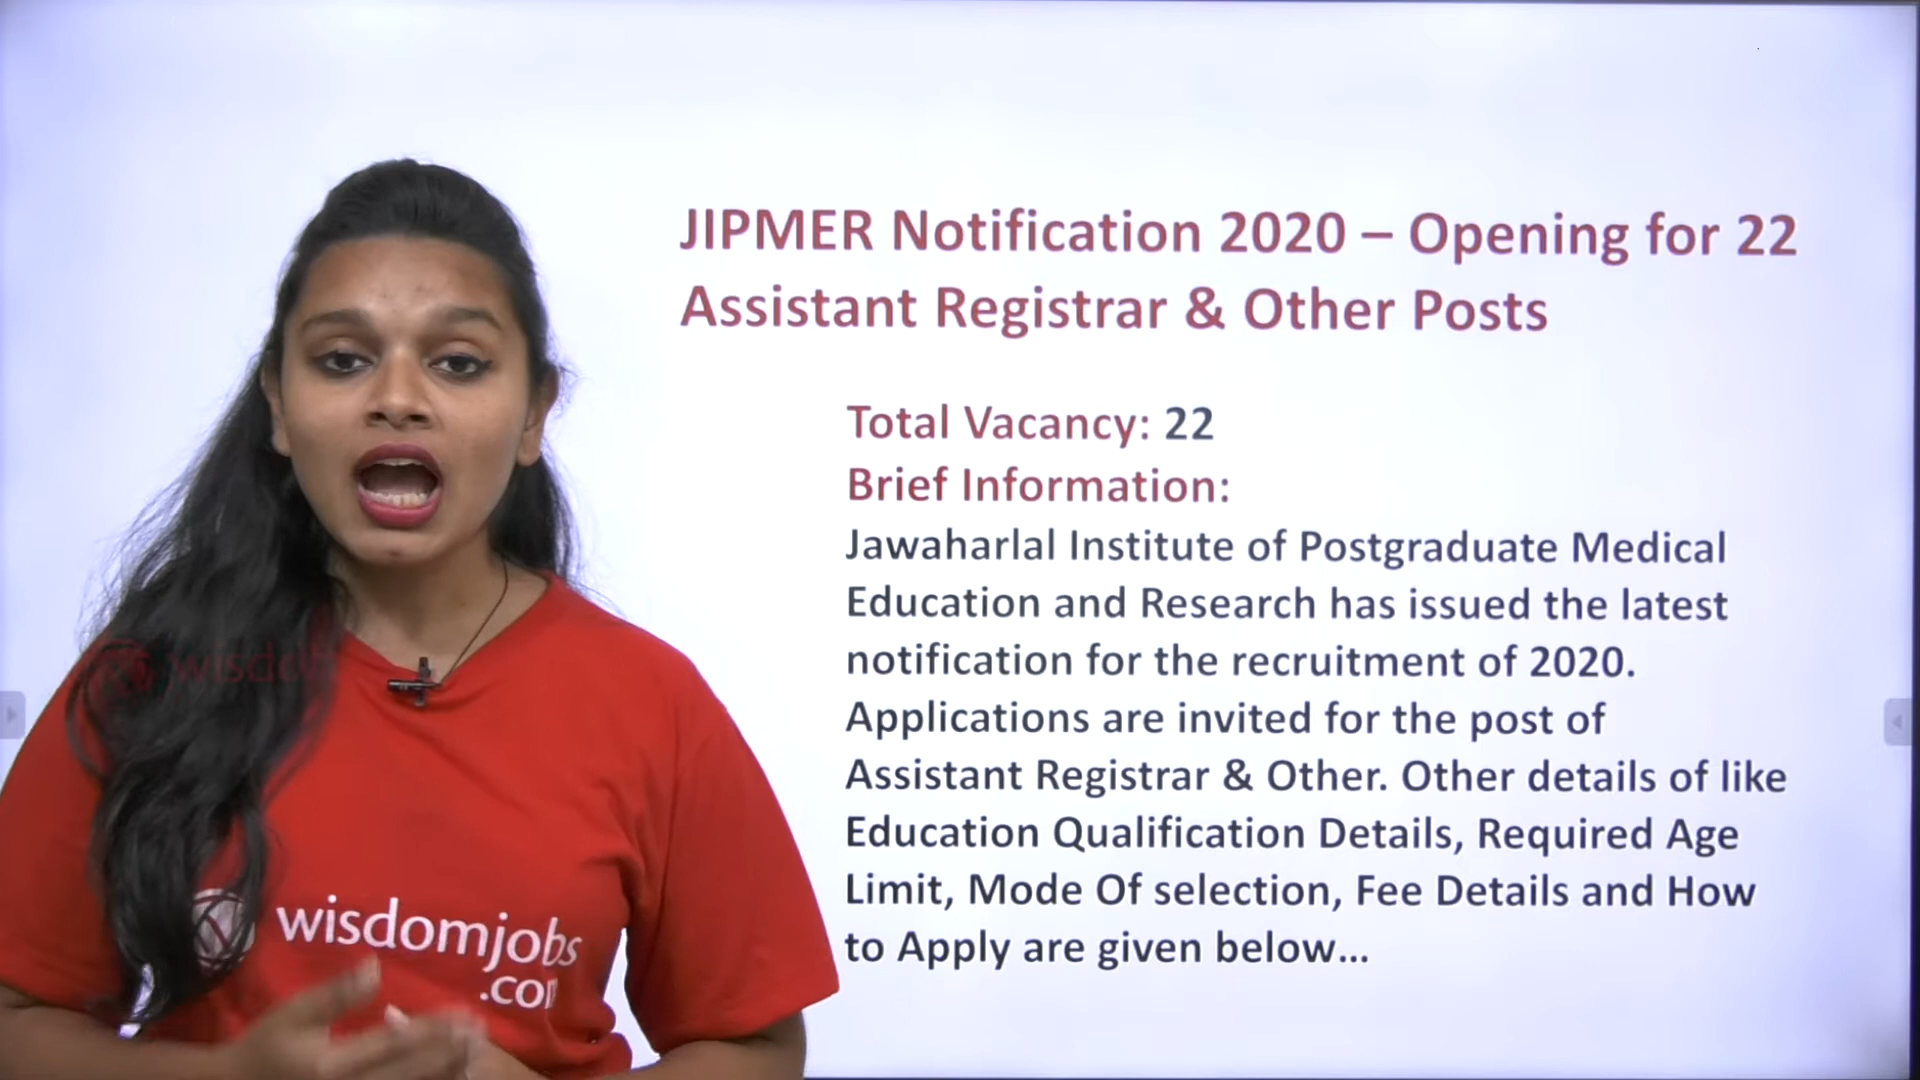 JIPMER Notification 2020 – Opening for 22
Assistant Registrar & Other Posts
Total Vacancy: 22
Brief Information:
Jawaharlal Institute of Postgraduate Medical
Education and Research has issued the latest
notification for the recruitment of 2020.
Applications are invited for the post of
Assistant Registrar & Other. Other details of like
Education Qualification Details, Required Age
Limit, Mode Of selection, Fee Details and How
to Apply are given below...
wisdomjobs
.com